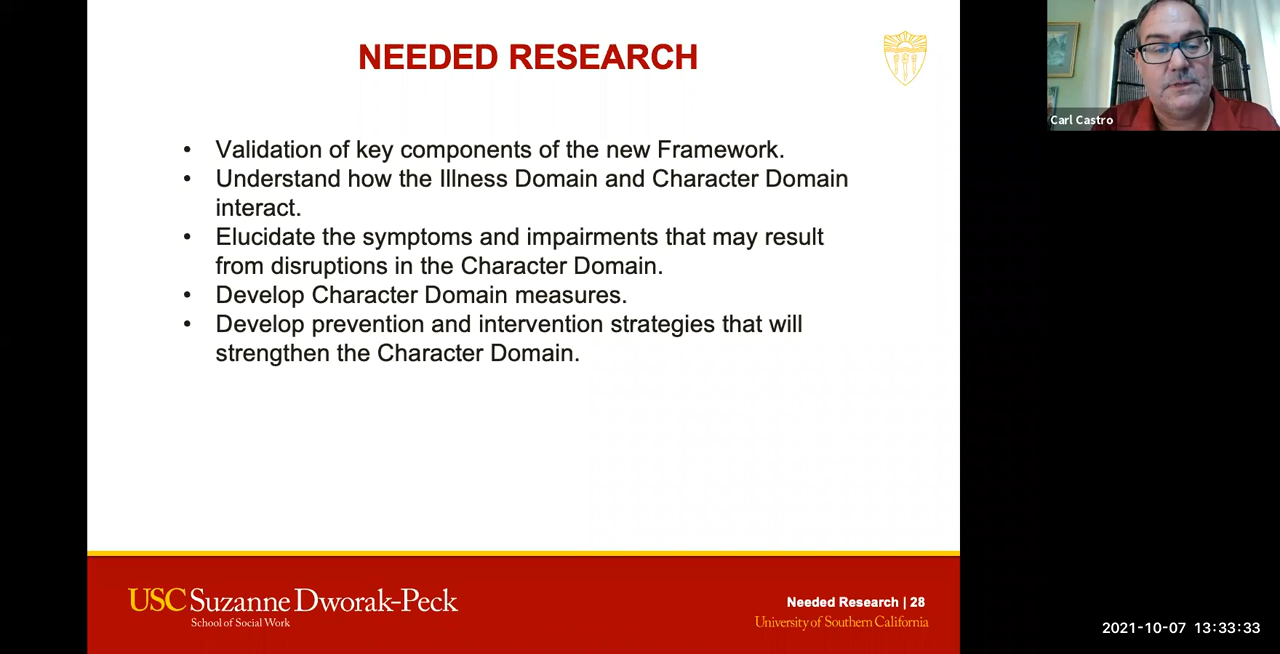 NEEDED RESEARCH
• Validation of key components of the new Framework.
• Understand how the Illness Domain and Character Domain
interact.
• Elucidate the symptoms and impairments that may result
from disruptions in the Character Domain.
• Develop Character Domain measures.
• Develop prevention and intervention strategies that will
strengthen the Character Domain.
USC Suzanne Dworak-Peck
School of Social Work
Needed Research | 28
University of Southern California
Carl Castro
2021-10-07 13:33:33